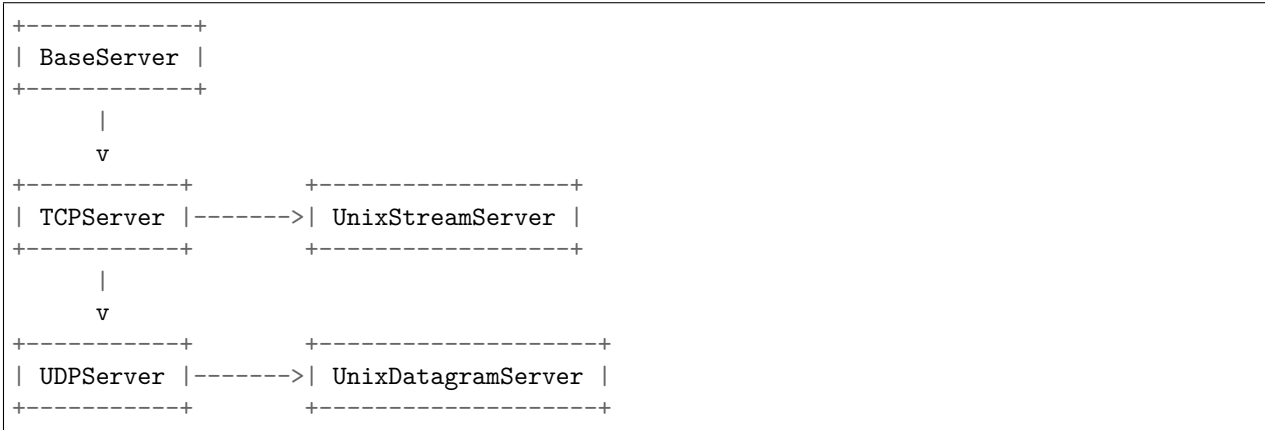 +------------+
| BaseServer |
+------------+
      |
      v
+-----------+        +------------------+
| TCPServer |------->| UnixStreamServer |
+-----------+        +------------------+
      |
      v
+-----------+        +--------------------+
| UDPServer |------->| UnixDatagramServer |
+-----------+        +--------------------+